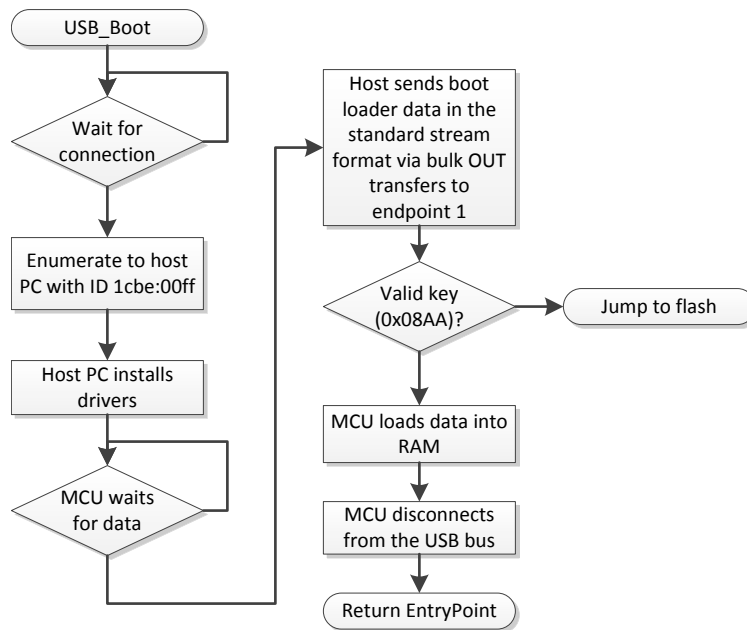 USB_Boot
Wait for
connection
Enumerate to host
PC with ID 1cbe:00ff
Host PC installs
drivers
MCU waits
for data
Host sends boot
loader data in the
standard stream
format via bulk OUT
transfers to
endpoint 1
Valid key
(0x08AA)?
Jump to flash
MCU loads data into
RAM
MCU disconnects
from the USB bus
Return EntryPoint